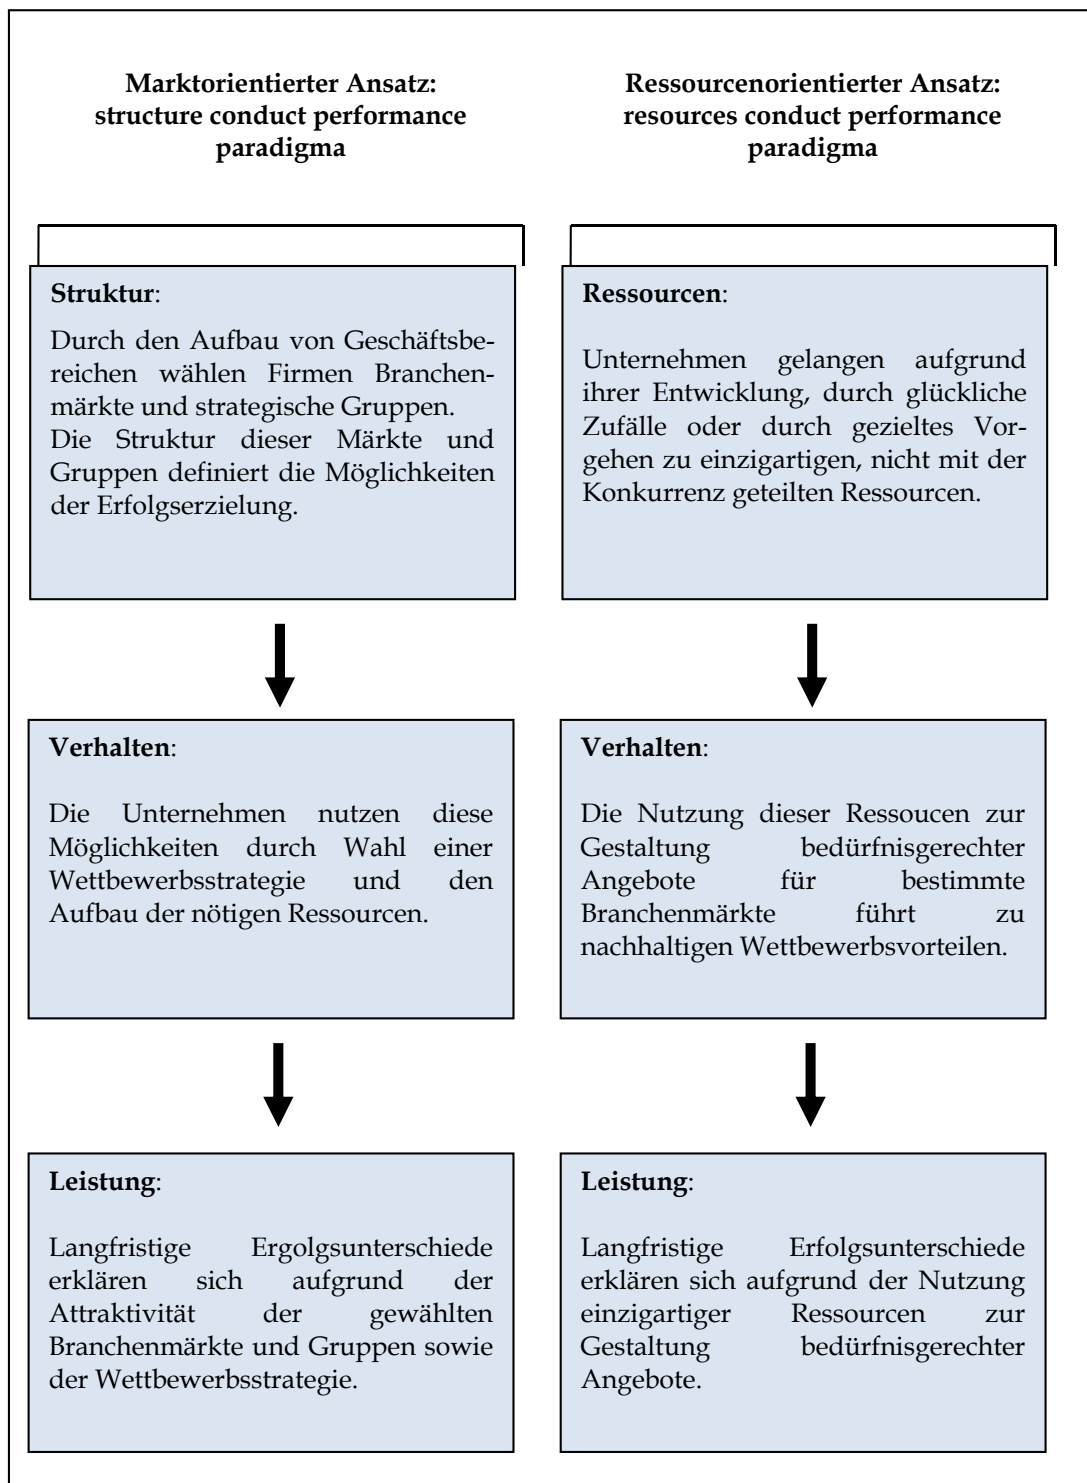 Marktorientierter Ansatz:
structure conduct performance
paradigma
Struktur:
Durch den Aufbau von Geschäftsbe-
reichen wählen Firmen Branchen-
märkte und strategische Gruppen.
Die Struktur dieser Märkte und
Gruppen definiert die Möglichkeiten
der Erfolgserzielung.
Verhalten:
Die Unternehmen nutzen diese
Möglichkeiten durch Wahl einer
Wettbewerbsstrategie und den
Aufbau der nötigen Ressourcen.
Leistung:
Langfristige Ergolgsunterschiede
erklären sich aufgrund der
Attraktivität der gewählten
Branchenmärkte und Gruppen sowie
der Wettbewerbsstrategie.
Ressourcenorientierter Ansatz:
resources conduct performance
paradigma
Ressourcen:
Unternehmen gelangen aufgrund
ihrer Entwicklung, durch glückliche
Zufälle oder durch gezieltes Vor-
gehen zu einzigartigen, nicht mit der
Konkurrenz geteilten Ressourcen.
Verhalten:
Die Nutzung dieser Ressoucen zur
Gestaltung bedürfnisgerechter
Angebote für bestimmte
Branchenmärkte führt zu
nachhaltigen Wettbewerbsvorteilen.
Leistung:
Langfristige Erfolgsunterschiede
erklären sich aufgrund der Nutzung
einzigartiger Ressourcen zur
Gestaltung bedürfnisgerechter
Angebote.